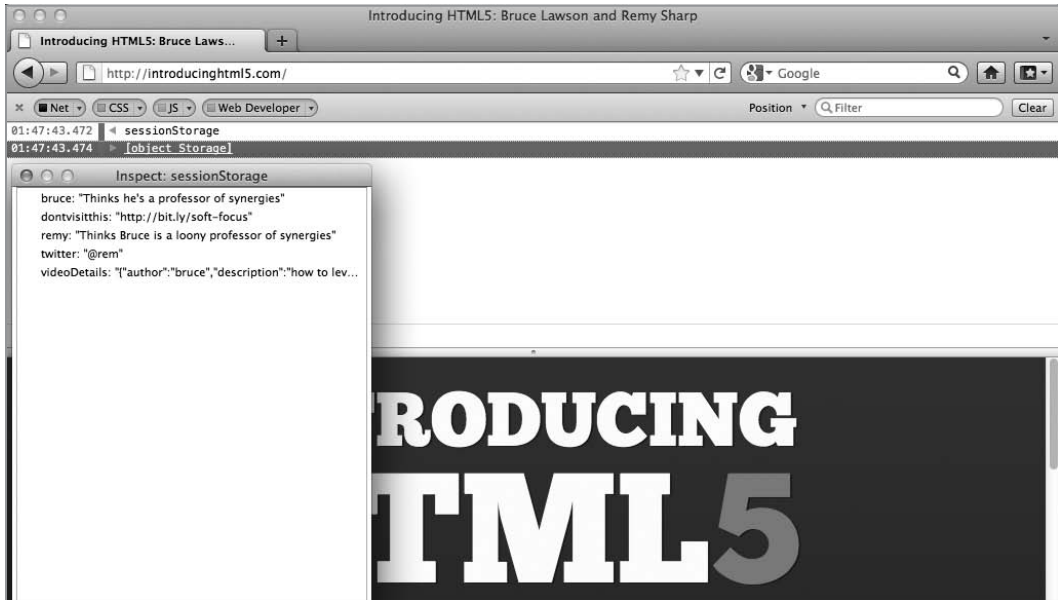 Introducing HTML5: Bruce Lawson and Remy Sharp
Introducing HTML5: Bruce Laws... +
http://introducinghtml5.com/ Google
Net CSS JS Web Developer Position Filter Clear
01:47:43.472 sessionStorage
01:47:43.474 [object Storage]
Inspect: sessionStorage
bruce: "Thinks he's a professor of synergies"
dontvisitthis: "http://bit.ly/soft-focus"
remy: "Thinks Bruce is a loony professor of synergies"
twitter: "@rem"
videoDetails: "{"author":"bruce","description":"how to lev...
RODUCING
TML5